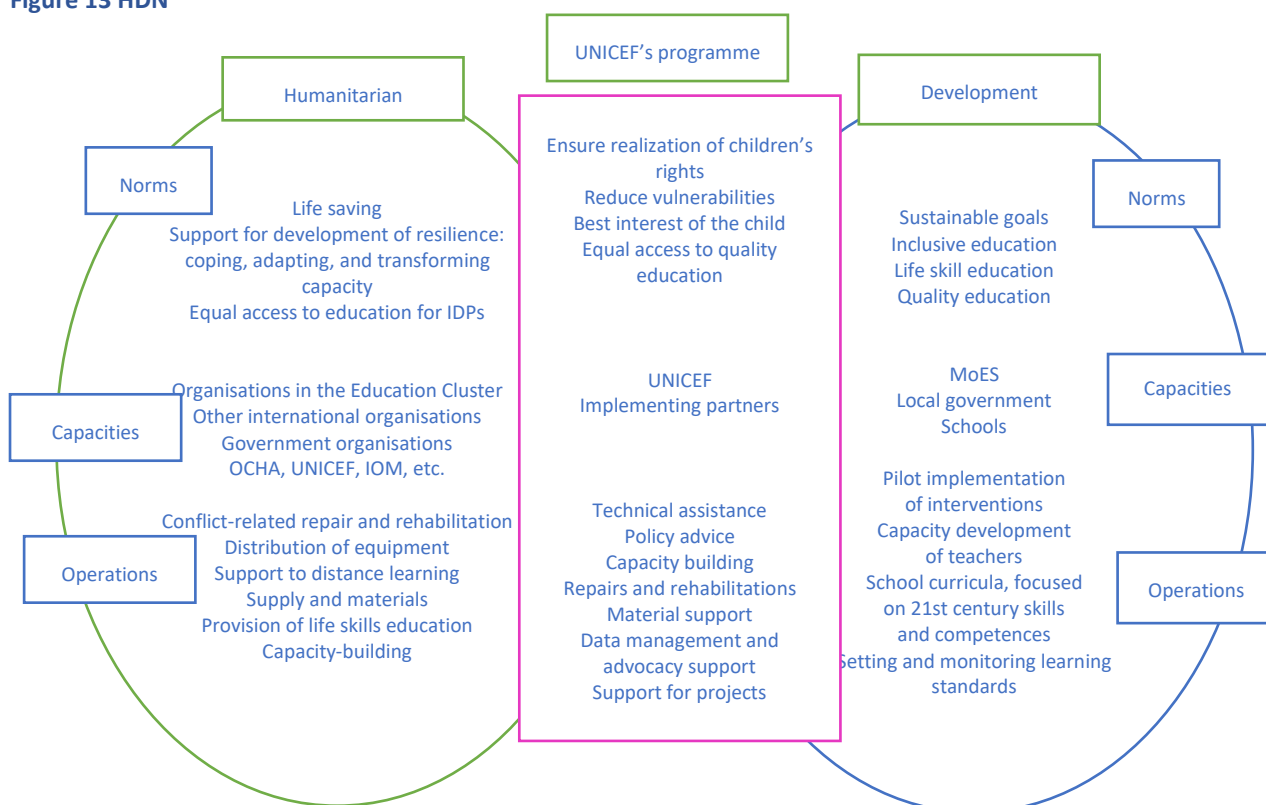 Figure 13 HDN
UNICEF's programme
Humanitarian
Development
Norms
Life saving
Support for development of resilience:
coping, adapting, and transforming
capacity
Equal access to education for IDPs
Capacities
Organisations in the Education Cluster
Other international organisations
Government organisations
OCHA, UNICEF, IOM, etc.
Operations
Conflict-related repair and rehabilitation
Distribution of equipment
Support to distance learning
Supply and materials
Provision of life skills education
Capacity-building
Ensure realization of children's
rights
Reduce vulnerabilities
Best interest of the child
Equal access to quality
education
UNICEF
Implementing partners
Technical assistance
Policy advice
Capacity building
Repairs and rehabilitations
Material support
Data management and
advocacy support
Support for projects
Norms
Sustainable goals
Inclusive education
Life skill education
Quality education
Capacities
MoES
Local government
Schools
Operations
Pilot implementation
of interventions
Capacity development
of teachers
School curricula, focused
on 21st century skills
and competences
Setting and monitoring learning
standards